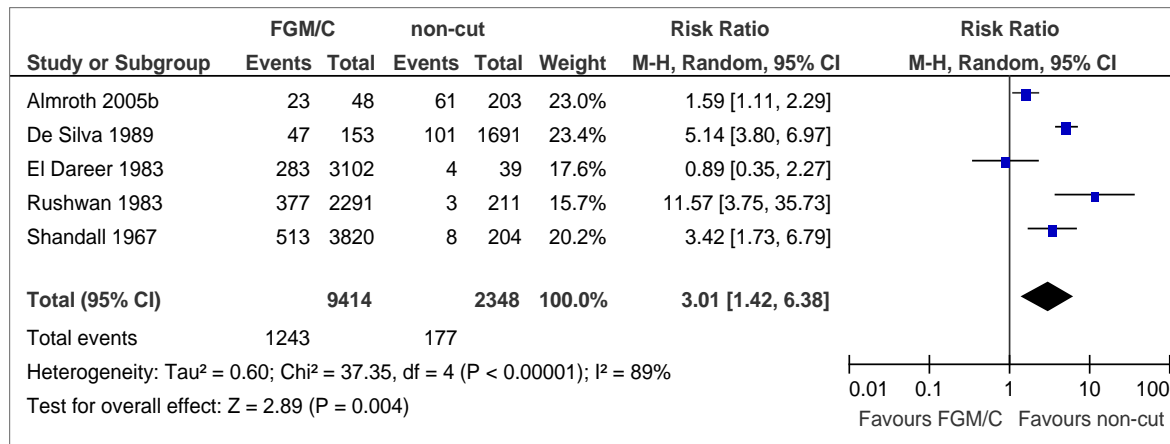 FGM/C non-cut Risk Ratio Risk Ratio
Study or Subgroup Events Total Events Total Weight M-H, Random, 95% CI M-H, Random, 95% CI
Almroth 2005b 23 48 61 203 23.0% 1.59 [1.11, 2.29]
De Silva 1989 47 153 101 1691 23.4% 5.14 [3.80, 6.97]
El Dareer 1983 283 3102 4 39 17.6% 0.89 [0.35, 2.27]
Rushwan 1983 377 2291 3 211 15.7% 11.57 [3.75, 35.73]
Shandall 1967 513 3820 8 204 20.2% 3.42 [1.73, 6.79]
Total (95% CI) 9414 2348 100.0% 3.01 [1.42, 6.38]
Total events 1243 177
Heterogeneity: Tau² = 0.60; Chi² = 37.35, df = 4 (P < 0.00001); I² = 89%
Test for overall effect: Z = 2.89 (P = 0.004)
0.01 0.1 1 10 100
Favours FGM/C Favours non-cut